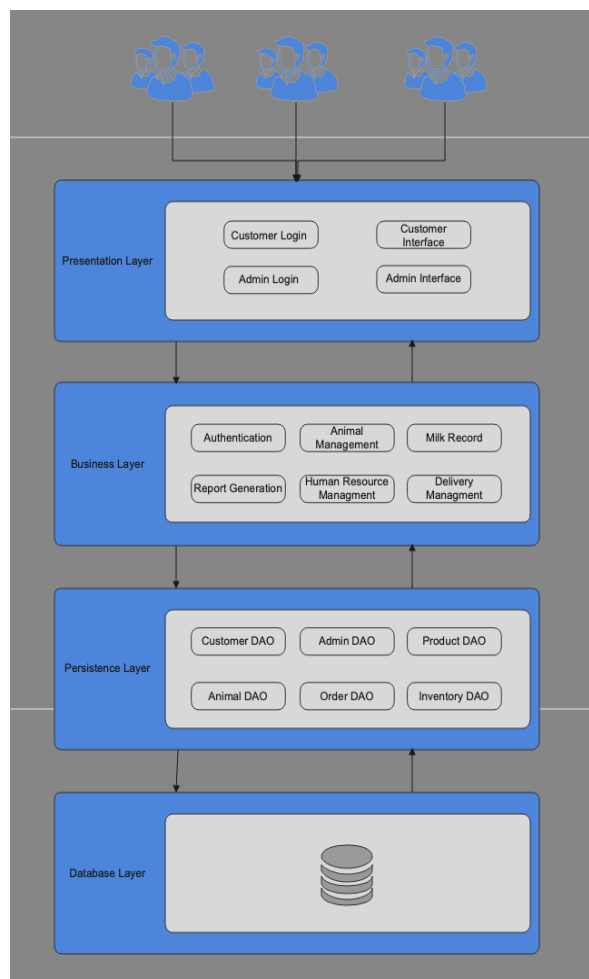 Presentation Layer
Customer Login
Customer
Interface
Admin Login
Admin Interface
Business Layer
Authentication
Animal
Management
Milk Record
Report Generation
Human Resource
Managment
Delivery
Managment
Persistence Layer
Customer DAO
Admin DAO
Product DAO
Animal DAO
Order DAO
Inventory DAO
Database Layer